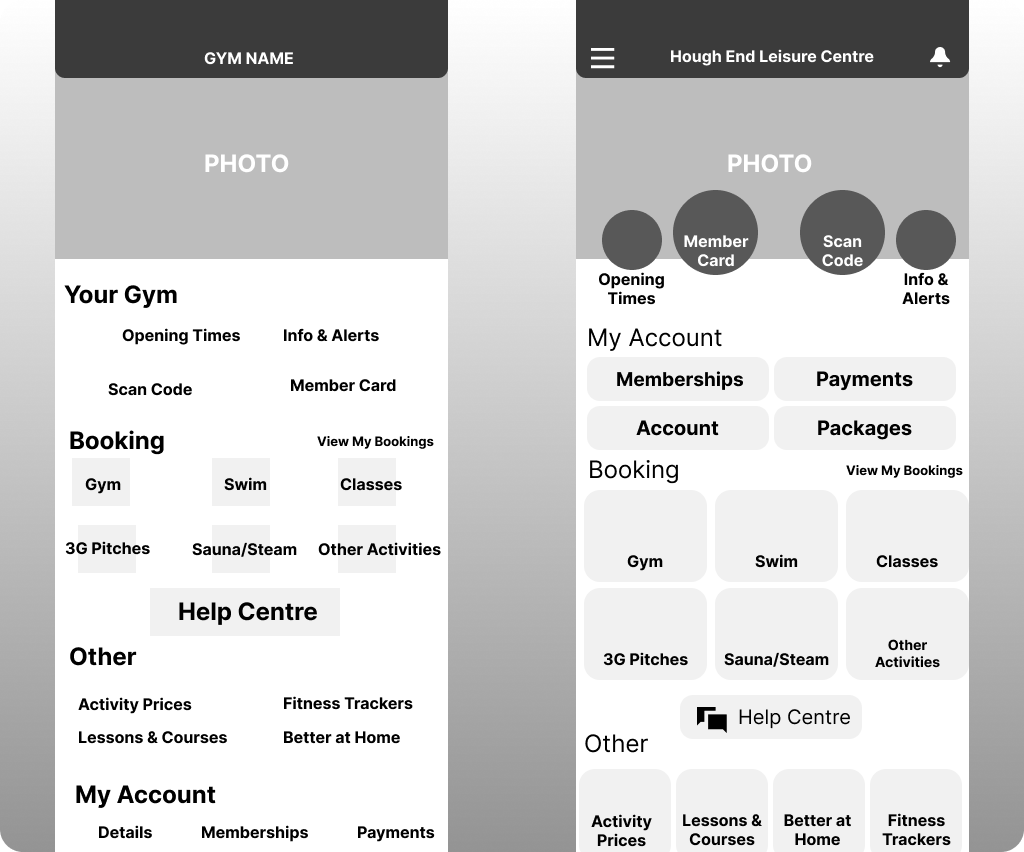 GYM NAME
PHOTO
Your Gym
Opening Times Info & Alerts
Scan Code Member Card
Booking View My Bookings
Gym Swim Classes
3G Pitches Sauna/Steam Other Activities
Help Centre
Other
Activity Prices Fitness Trackers
Lessons & Courses Better at Home
My Account
Details Memberships Payments
Hough End Leisure Centre
PHOTO
Member
Card
Scan
Code
Opening
Times
Info &
Alerts
My Account
Memberships Payments
Account Packages
Booking View My Bookings
Gym Swim Classes
3G Pitches Sauna/Steam
Other
Activities
Help Centre
Other
Activity
Prices
Lessons &
Courses
Better at
Home
Fitness
Trackers